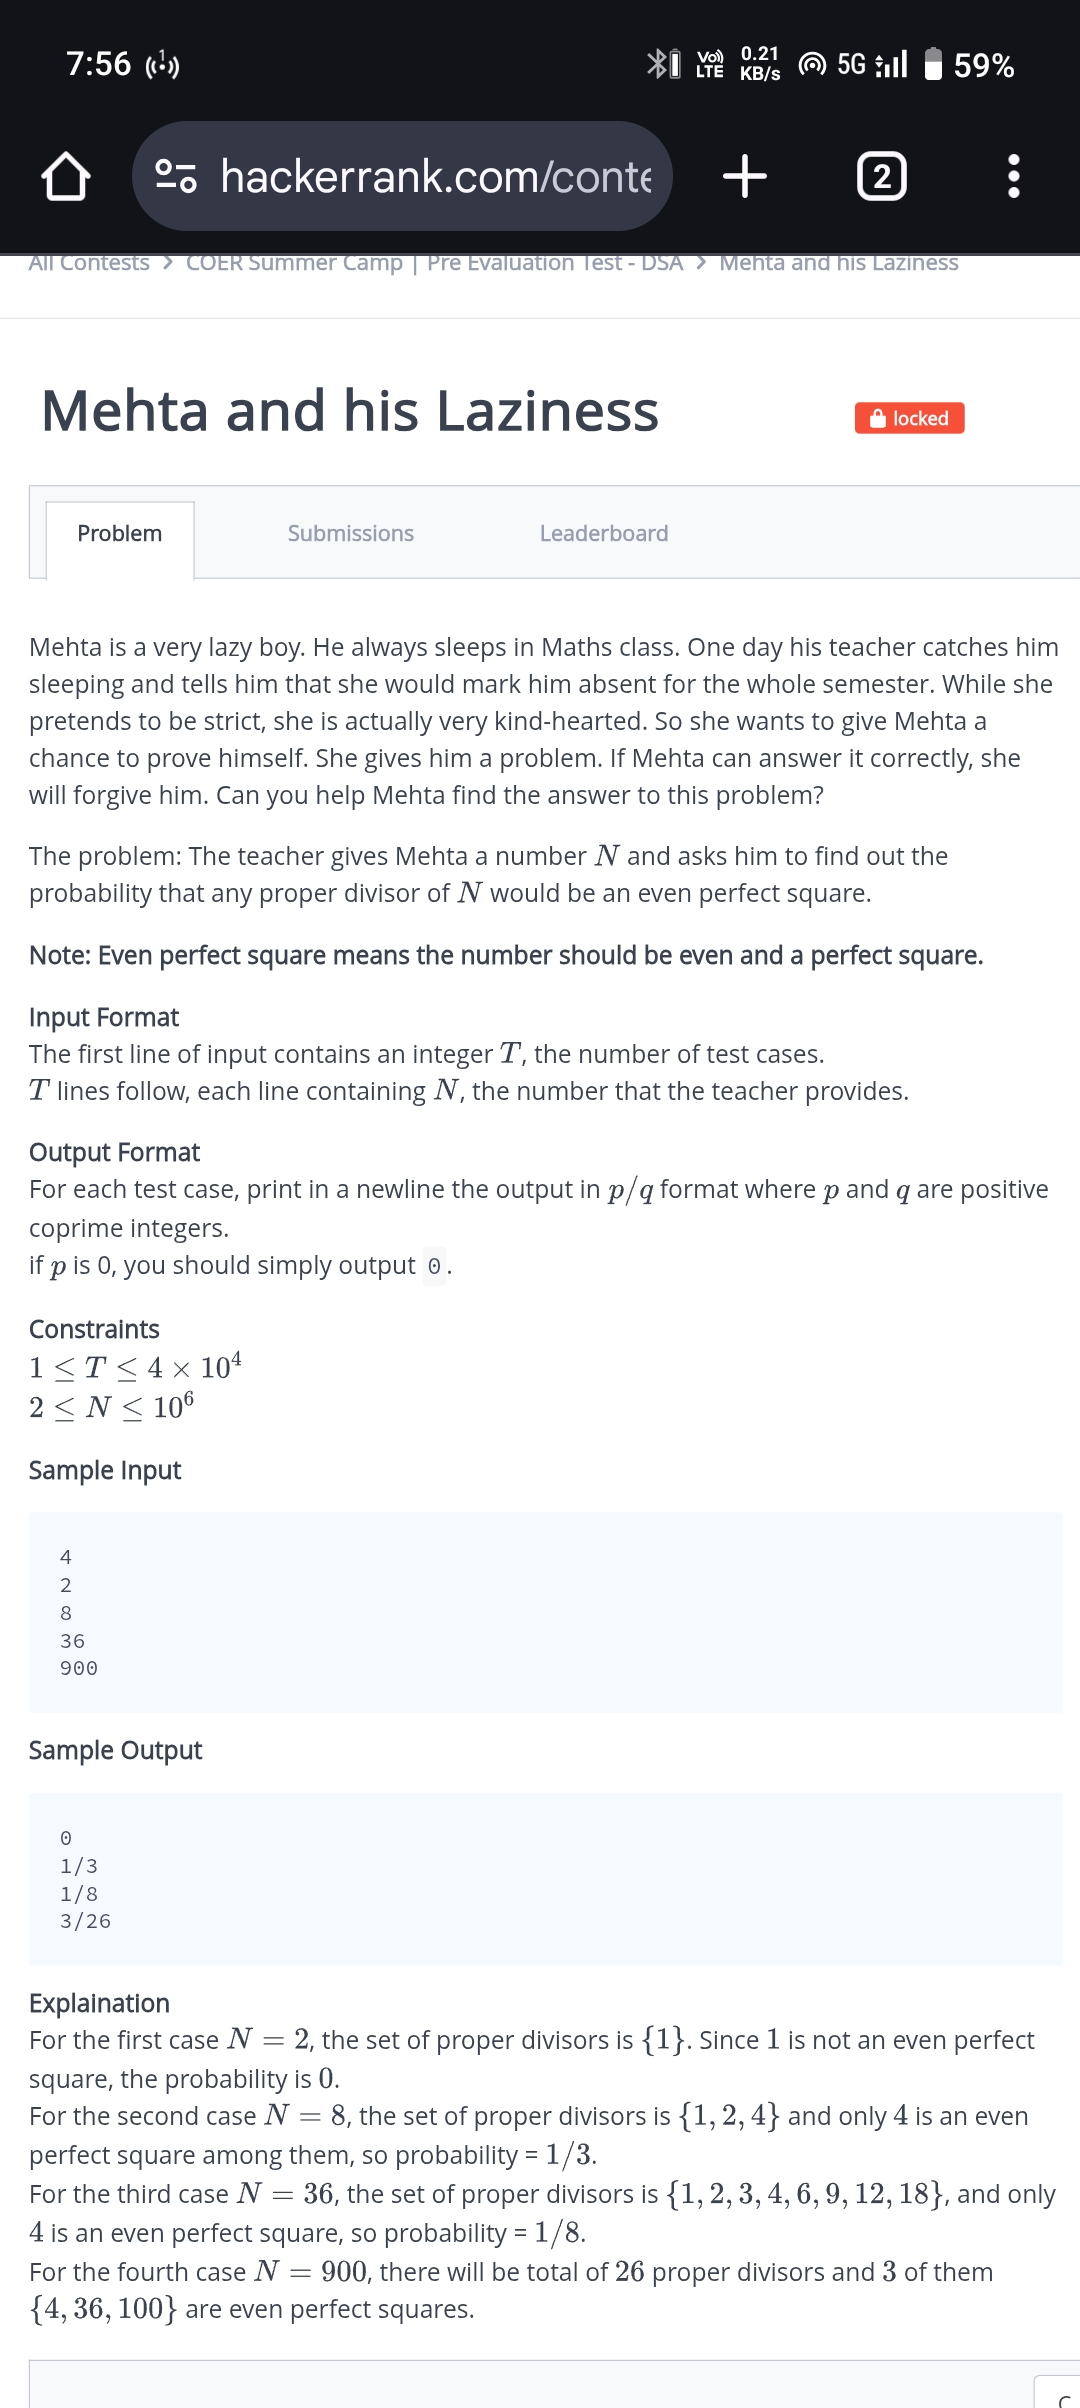 7:56
1
Vo)
LTE
0.21
KB/s
5G
59%
hackerrank.com/conte
2
All Contests > COER Summer Camp | Pre Evaluation Test - DSA > Mehta and his Laziness
Mehta and his Laziness
locked
Problem
Submissions
Leaderboard
Mehta is a very lazy boy. He always sleeps in Maths class. One day his teacher catches him
sleeping and tells him that she would mark him absent for the whole semester. While she
pretends to be strict, she is actually very kind-hearted. So she wants to give Mehta a
chance to prove himself. She gives him a problem. If Mehta can answer it correctly, she
will forgive him. Can you help Mehta find the answer to this problem?
The problem: The teacher gives Mehta a number N and asks him to find out the
probability that any proper divisor of N would be an even perfect square.
Note: Even perfect square means the number should be even and a perfect square.
Input Format
The first line of input contains an integer T, the number of test cases.
T lines follow, each line containing N, the number that the teacher provides.
Output Format
For each test case, print in a newline the output in p/q format where p and q are positive
coprime integers.
if p is 0, you should simply output 0.
Constraints
1 ≤ T ≤ 4 × 10⁴
2 ≤ N ≤ 10⁶
Sample Input
4
2
8
36
900
Sample Output
0
1/3
1/8
3/26
Explaination
For the first case N = 2, the set of proper divisors is {1}. Since 1 is not an even perfect
square, the probability is 0.
For the second case N = 8, the set of proper divisors is {1, 2, 4} and only 4 is an even
perfect square among them, so probability = 1/3.
For the third case N = 36, the set of proper divisors is {1, 2, 3, 4, 6, 9, 12, 18}, and only
4 is an even perfect square, so probability = 1/8.
For the fourth case N = 900, there will be total of 26 proper divisors and 3 of them
{4, 36, 100} are even perfect squares.